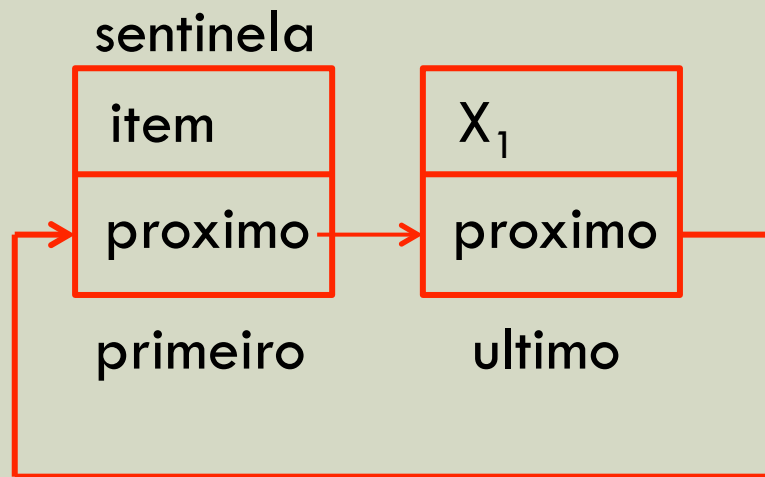 sentinela
item X₁
proximo proximo
primeiro ultimo